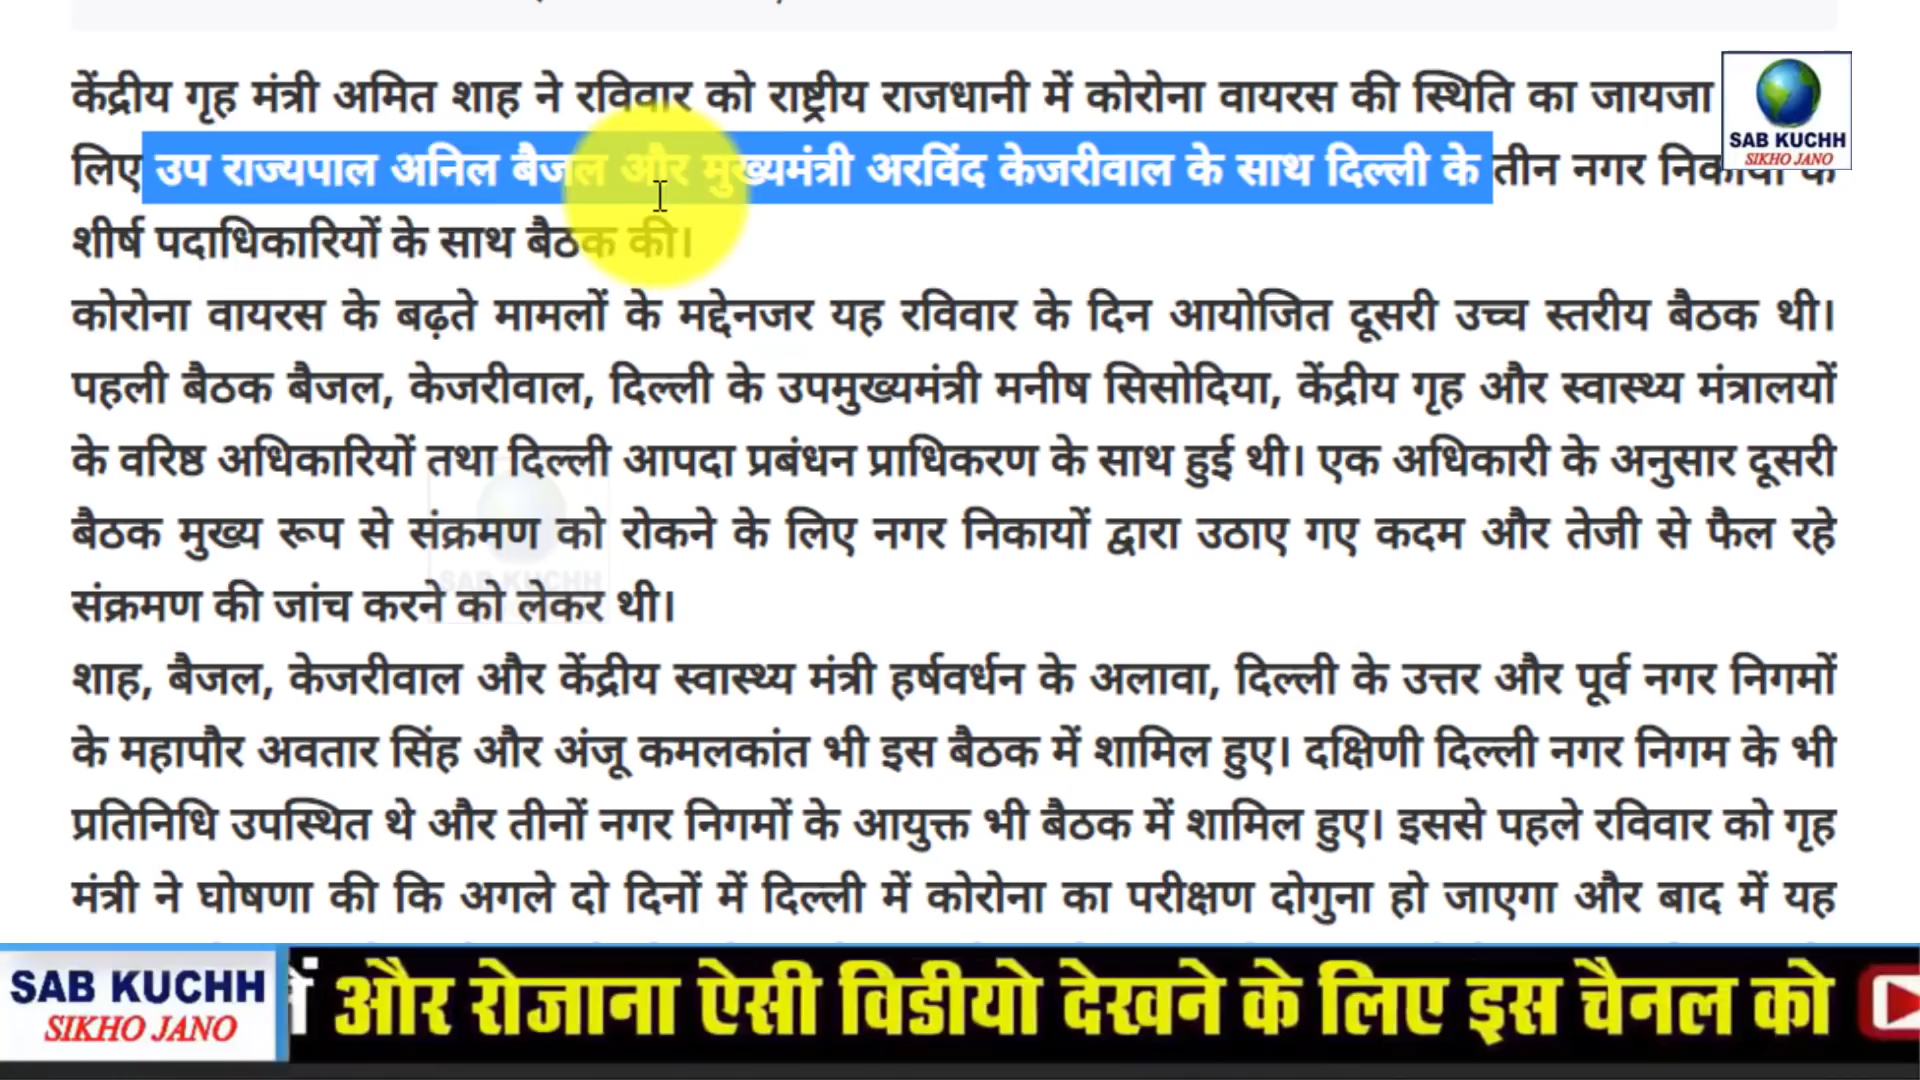 केंद्रीय गृह मंत्री अमित शाह ने रविवार को राष्ट्रीय राजधानी में कोरोना वायरस की स्थिति का जायजा
लिए उप राज्यपाल अनिल बैजल और मुख्यमंत्री अरविंद केजरीवाल के साथ दिल्ली के तीन नगर निकायों के
शीर्ष पदाधिकारियों के साथ बैठक की।
कोरोना वायरस के बढ़ते मामलों के मद्देनजर यह रविवार के दिन आयोजित दूसरी उच्च स्तरीय बैठक थी।
पहली बैठक बैजल, केजरीवाल, दिल्ली के उपमुख्यमंत्री मनीष सिसोदिया, केंद्रीय गृह और स्वास्थ्य मंत्रालयों
के वरिष्ठ अधिकारियों तथा दिल्ली आपदा प्रबंधन प्राधिकरण के साथ हुई थी। एक अधिकारी के अनुसार दूसरी
बैठक मुख्य रूप से संक्रमण को रोकने के लिए नगर निकायों द्वारा उठाए गए कदम और तेजी से फैल रहे
संक्रमण की जांच करने को लेकर थी।
शाह, बैजल, केजरीवाल और केंद्रीय स्वास्थ्य मंत्री हर्षवर्धन के अलावा, दिल्ली के उत्तर और पूर्व नगर निगमों
के महापौर अवतार सिंह और अंजू कमलकांत भी इस बैठक में शामिल हुए। दक्षिणी दिल्ली नगर निगम के भी
प्रतिनिधि उपस्थित थे और तीनों नगर निगमों के आयुक्त भी बैठक में शामिल हुए। इससे पहले रविवार को गृह
मंत्री ने घोषणा की कि अगले दो दिनों में दिल्ली में कोरोना का परीक्षण दोगुना हो जाएगा और बाद में यह
SAB KUCHH
SIKHO JANO
SAB KUCHH
SAB KUCHH
SIKHO JANO
और रोजाना ऐसी विडीयो देखने के लिए इस चैनल को